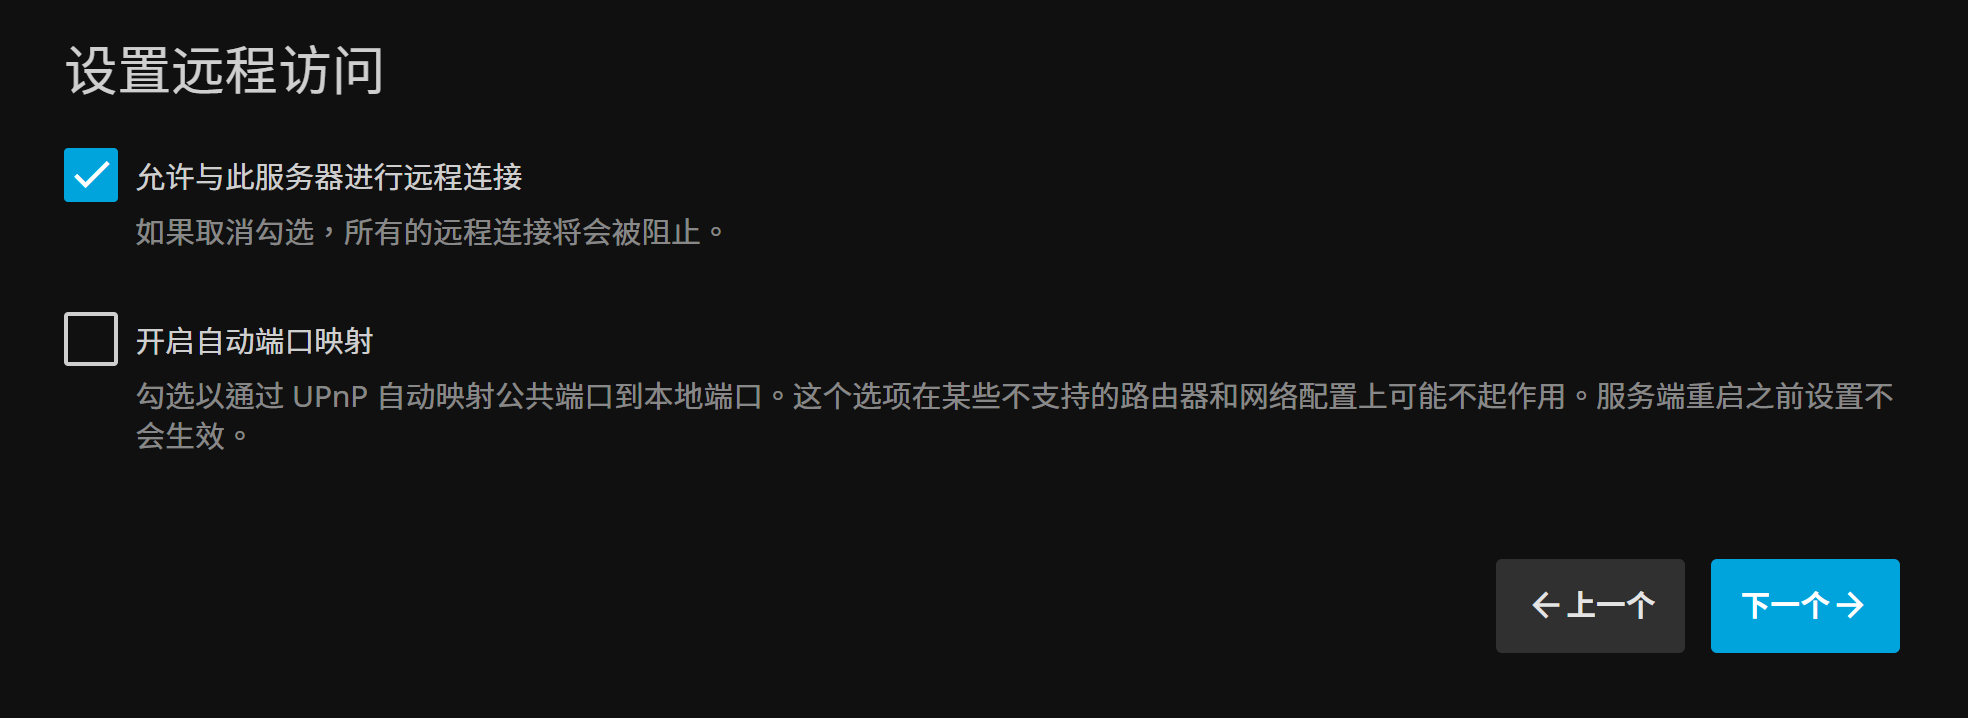 设置远程访问
允许与此服务器进行远程连接
如果取消勾选，所有的远程连接将会被阻止。
开启自动端口映射
勾选以通过 UPnP 自动映射公共端口到本地端口。这个选项在某些不支持的路由器和网络配置上可能不起作用。服务端重启之前设置不
会生效。
上一个
下一个